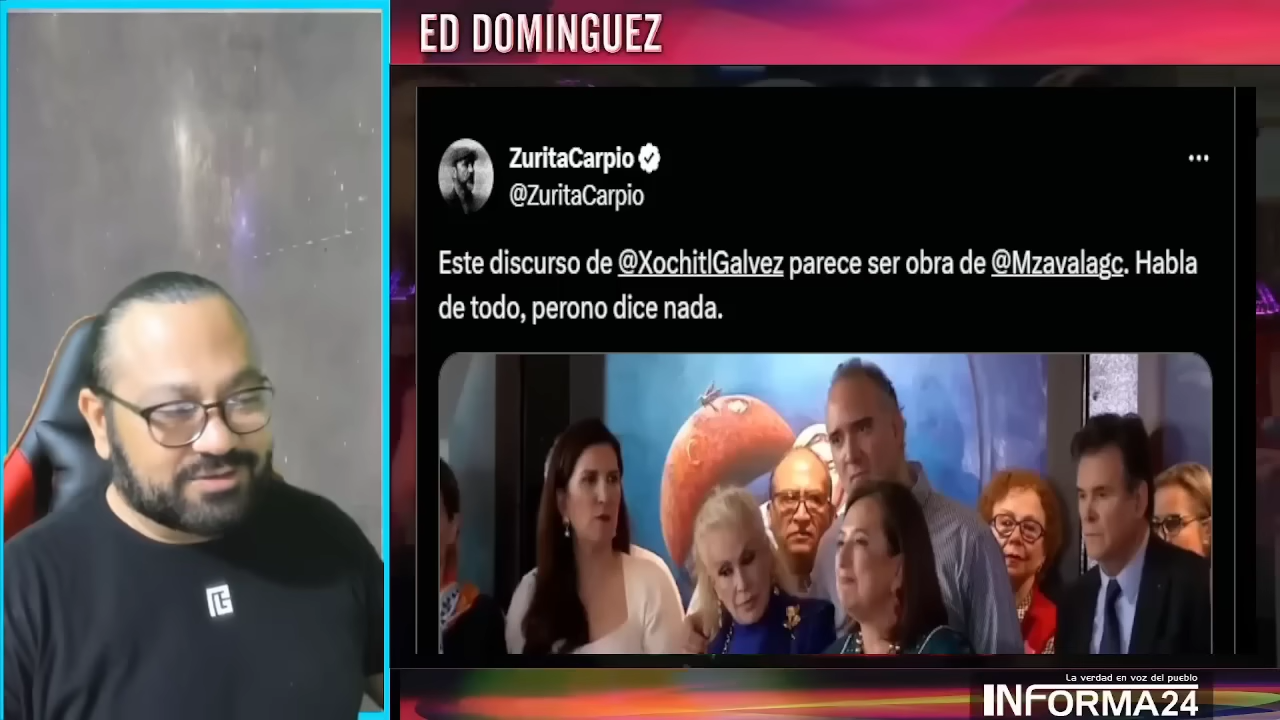 ED DOMINGUEZ
ZuritaCarpio
@ZuritaCarpio
Este discurso de @XochitlGalvez parece ser obra de @Mzavalagc. Habla
de todo, perono dice nada.
La verdad en voz del pueblo
INFORMA24